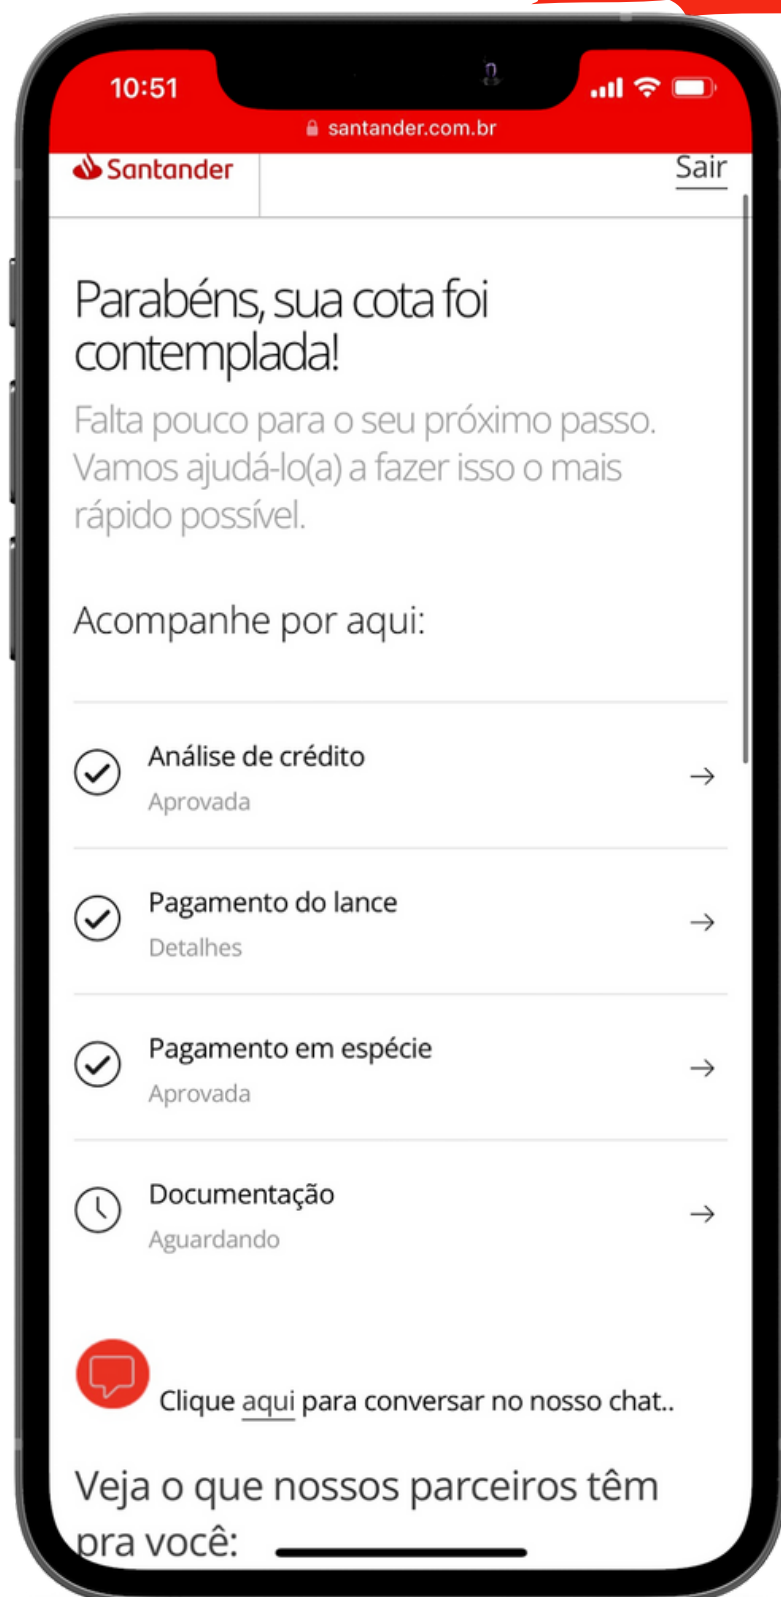 10:51
santander.com.br
Santander
Sair
Parabéns, sua cota foi
contemplada!
Falta pouco para o seu próximo passo.
Vamos ajudá-lo(a) a fazer isso o mais
rápido possível.
Acompanhe por aqui:
Análise de crédito
Aprovada
Pagamento do lance
Detalhes
Pagamento em espécie
Aprovada
Documentação
Aguardando
Clique aqui para conversar no nosso chat..
Veja o que nossos parceiros têm
pra você: